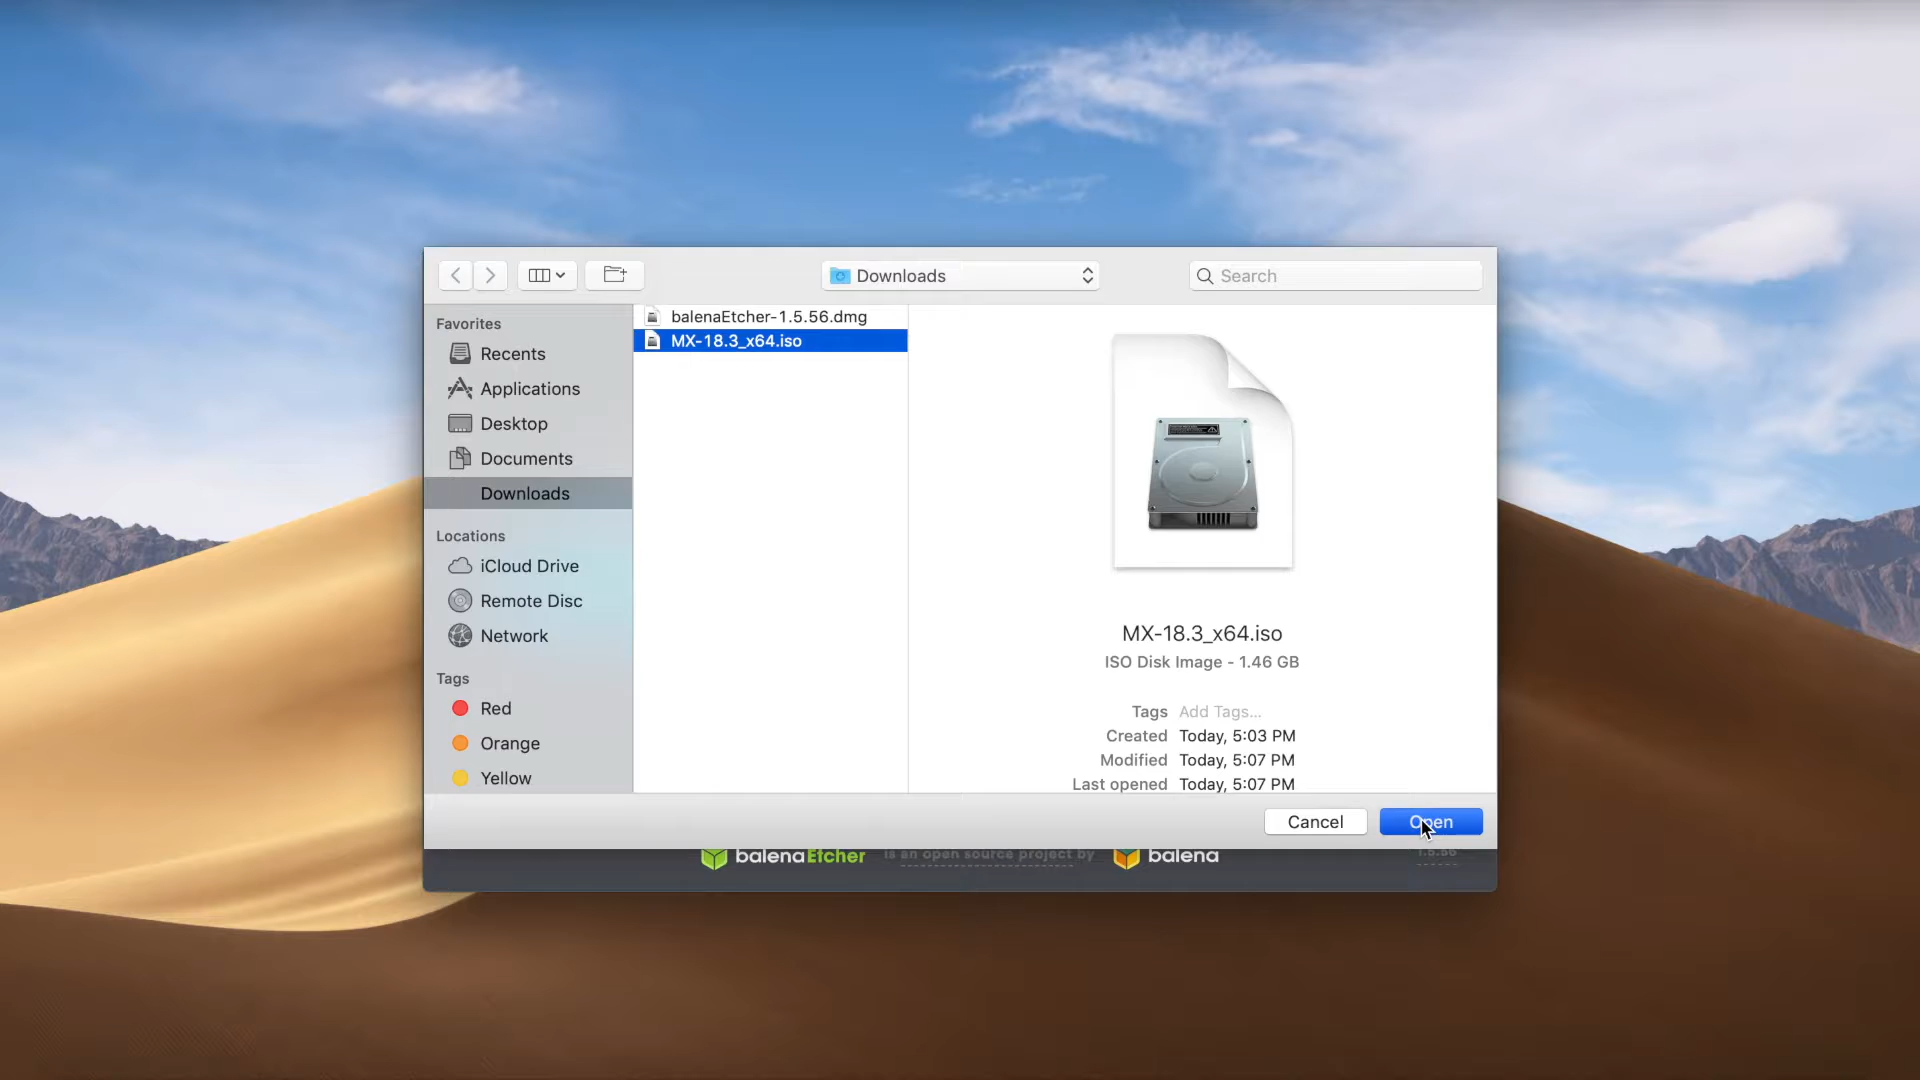 Downloads
Search
Favorites
Recents
Applications
Desktop
Documents
Downloads
Locations
iCloud Drive
Remote Disc
Network
Tags
Red
Orange
Yellow
balenaEtcher-1.5.56.dmg
MX-18.3_x64.iso
MX-18.3_x64.iso
ISO Disk Image - 1.46 GB
Tags Add Tags...
Created Today, 5:03 PM
Modified Today, 5:07 PM
Last opened Today, 5:07 PM
Cancel
Open
balenaEtcher is an open source project by balena
1.5.56